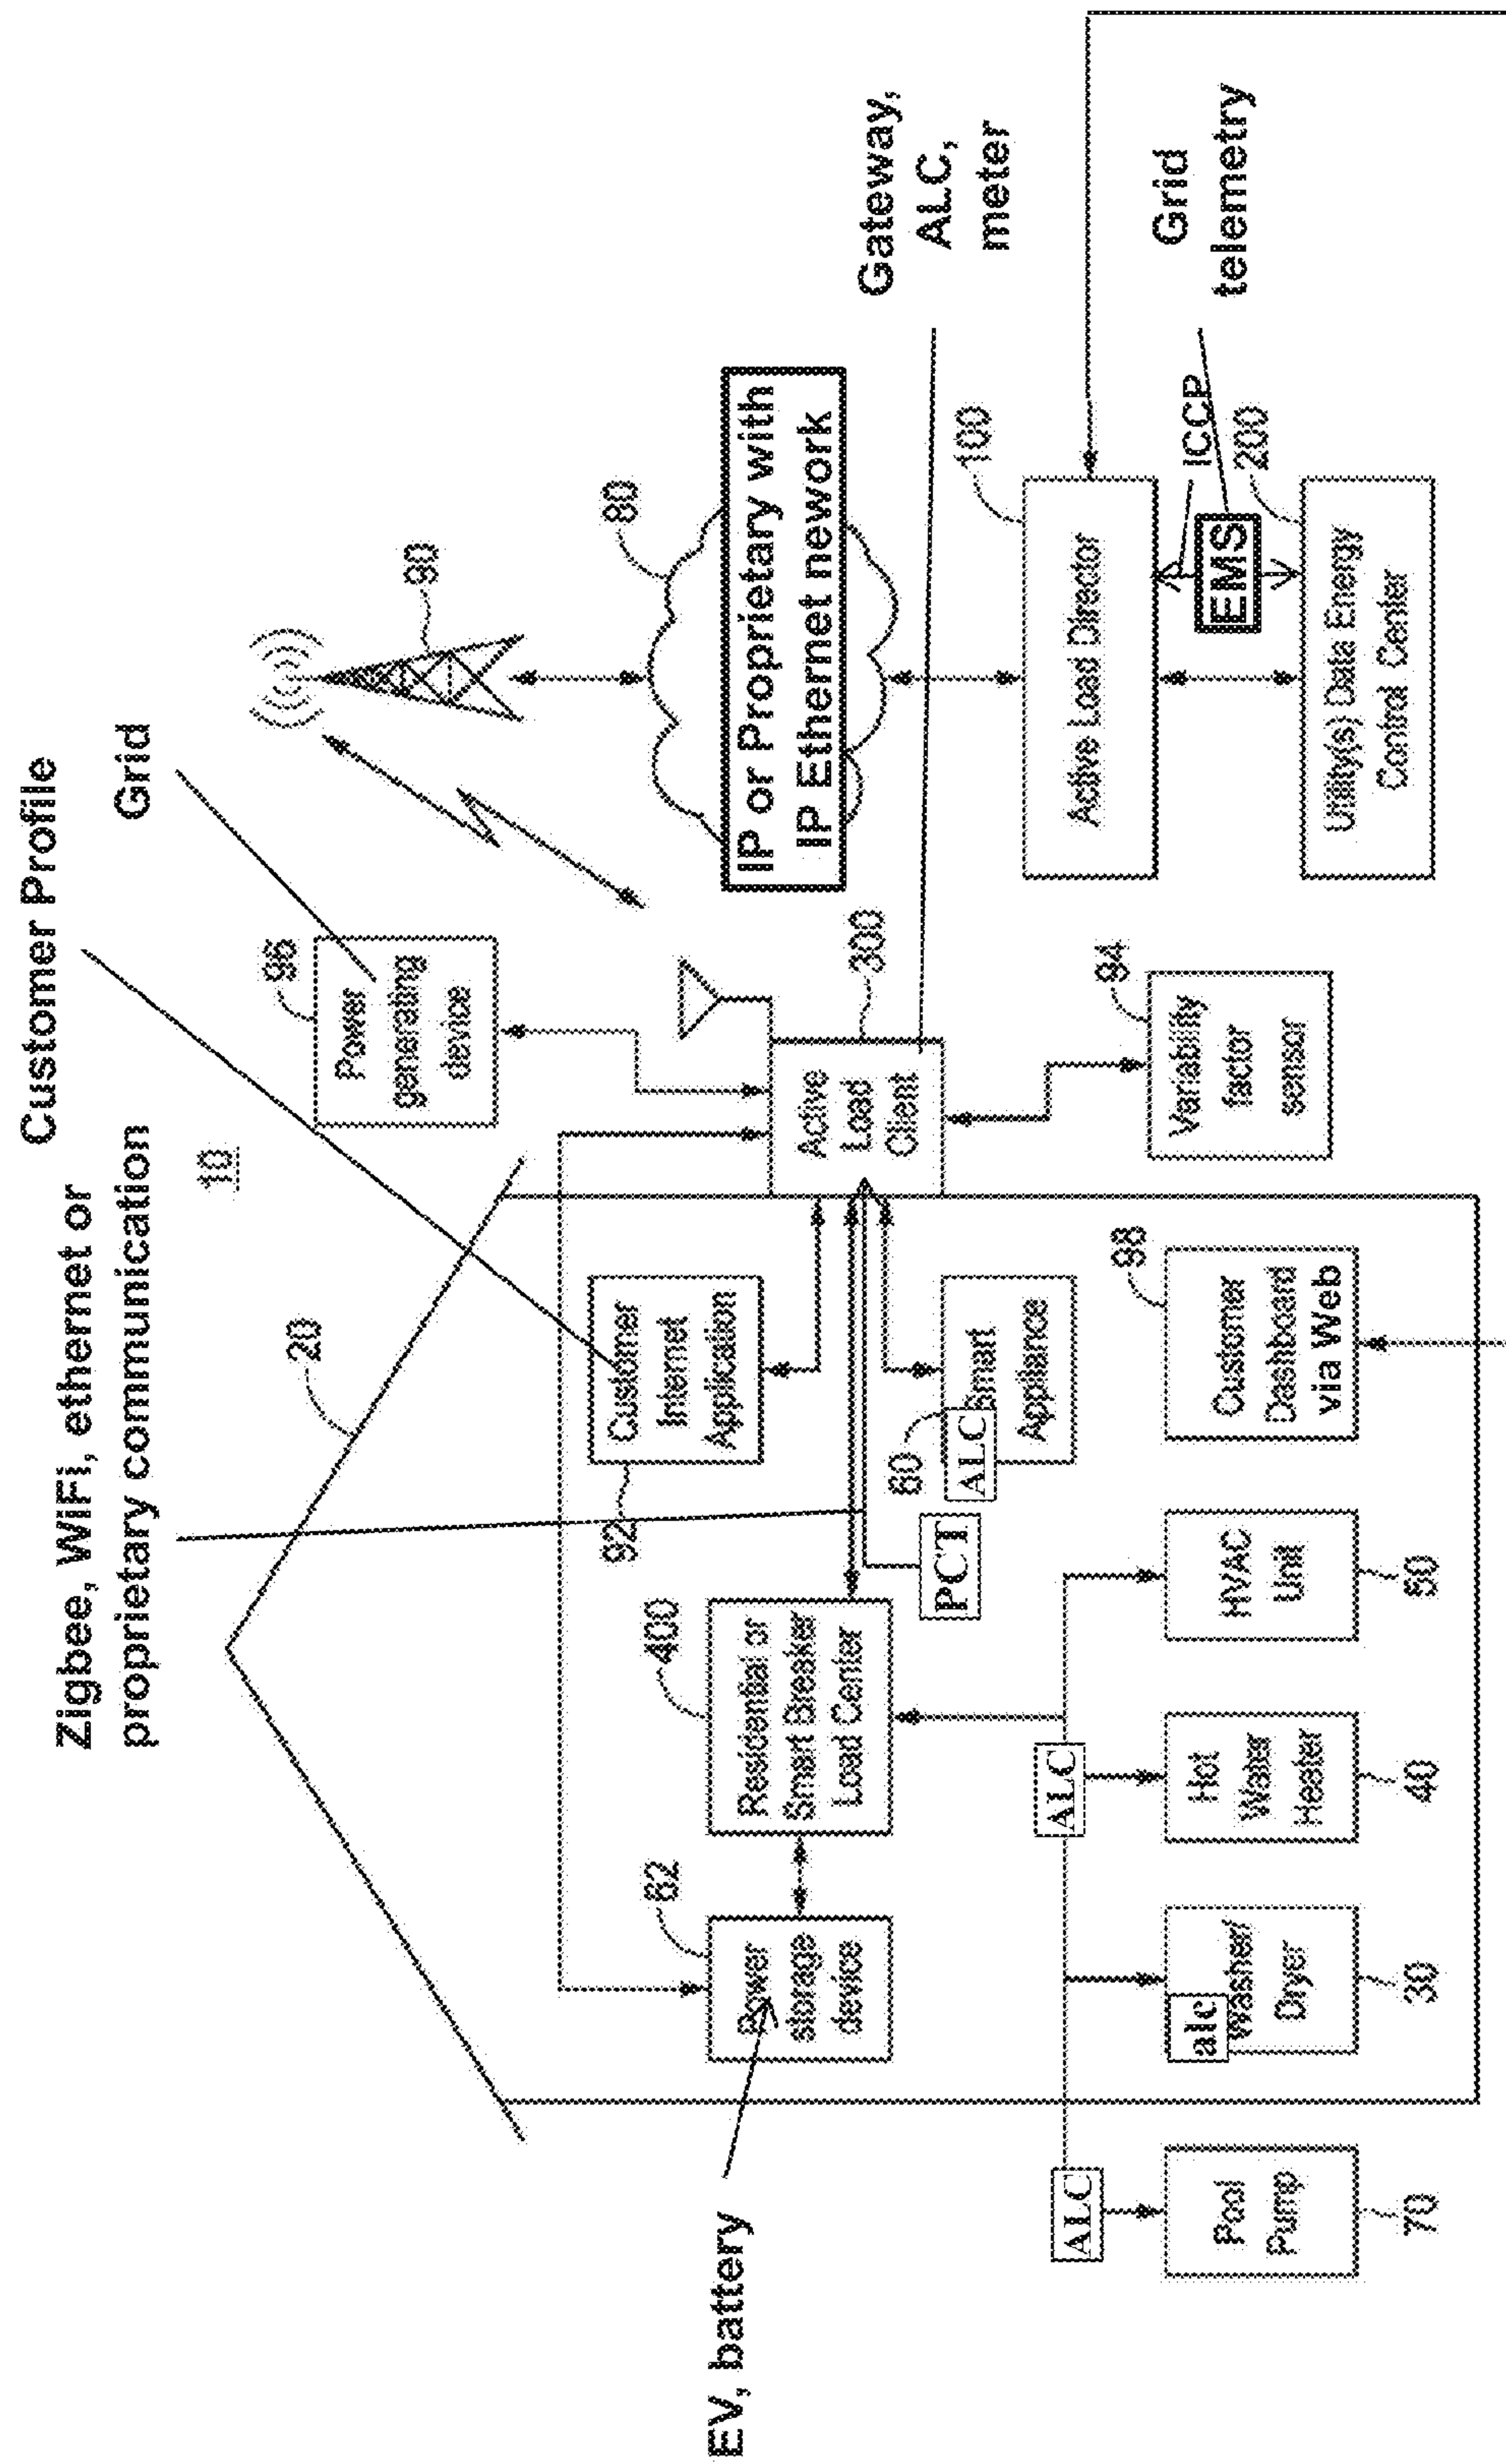 Zigbee, WiFi, ethernet or
proprietary communication
Customer Profile
Grid
10
20
96
Power
generating
device
90
80
IP or Proprietary with
IP Ethernet nework
Gateway,
ALC,
meter
EV, battery
62
Power
storage
device
400
Residential or
Smart Breaker
Load Center
92
Customer
Internet
Application
PCT
60
ALC
Smart
Appliance
Active
Load
Client
300
100
Active Load Director
ICCP
EMS
Grid
telemetry
200
Utility(s) Data Energy
Control Center
94
Variability
factor
sensor
98
Customer
Dashboard
via Web
ALC
ALC
Pool
Pump
70
alc
Washer/
Dryer
30
Hot
Water
Heater
40
HVAC
Unit
50